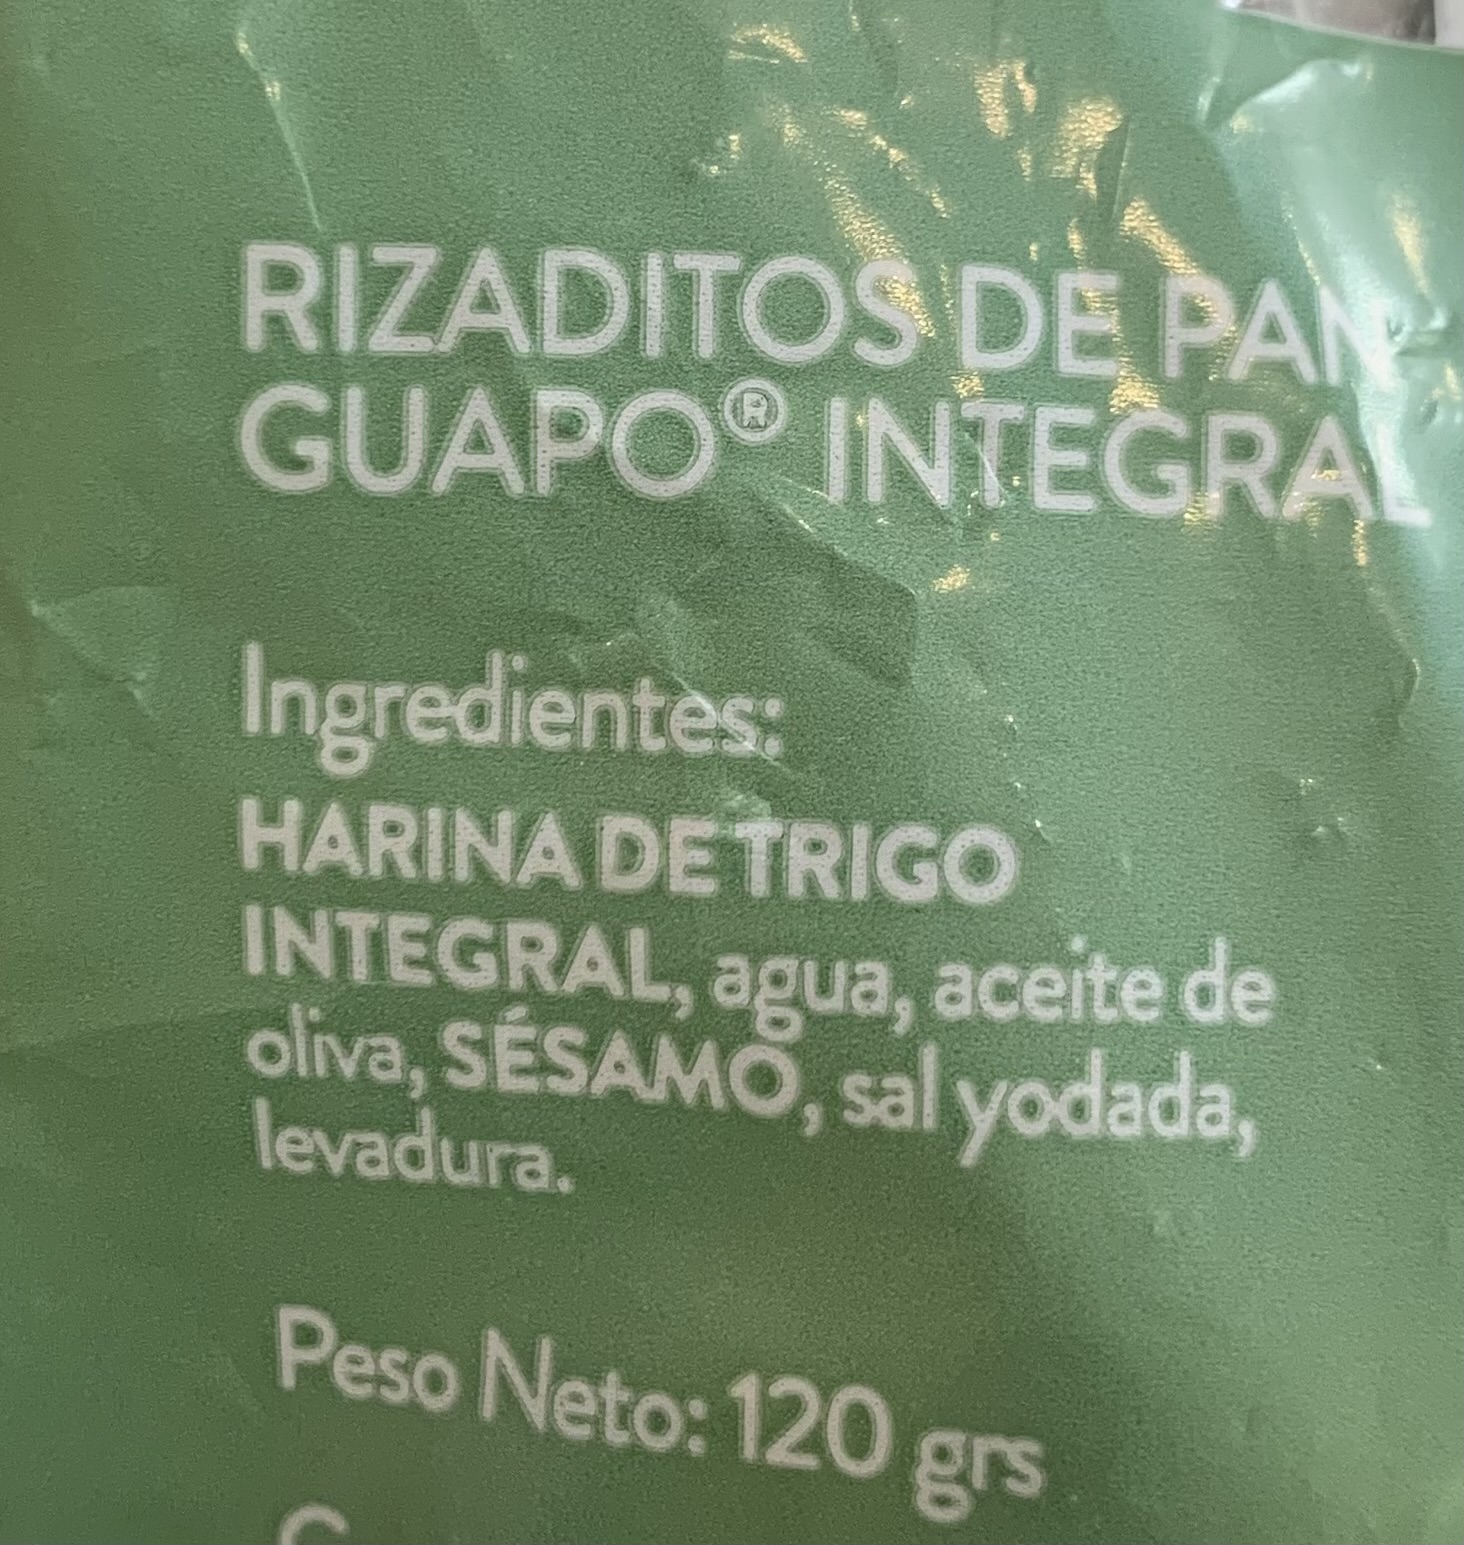 RIZADITOS DE PAN
GUAPO® INTEGRAL
Ingredientes:
HARINA DE TRIGO
INTEGRAL, agua, aceite de
oliva, SÉSAMO, sal yodada,
levadura.
Peso Neto: 120 grs